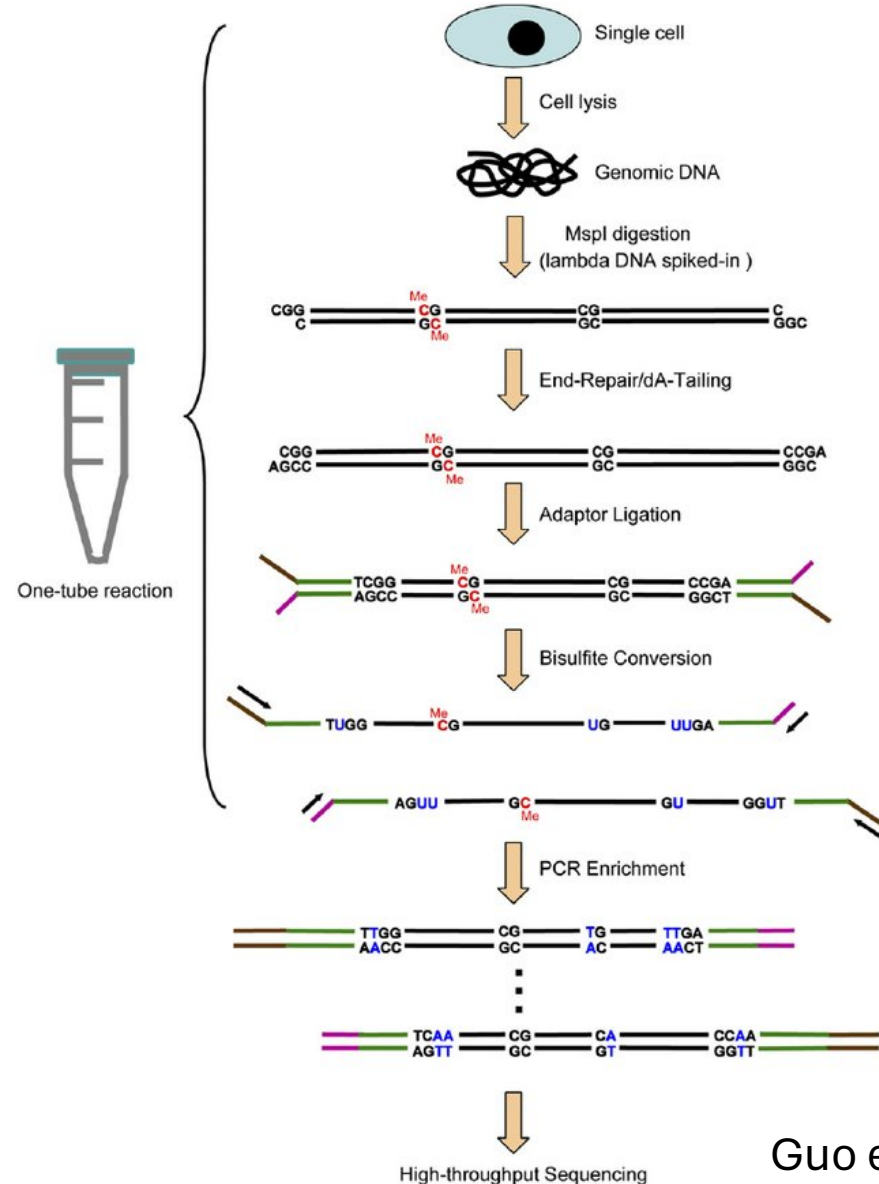 Single cell
Cell lysis
Genomic DNA
MspI digestion
(lambda DNA spiked-in )
Me
CGG CG CG C
C GC GC GGC
Me
End-Repair/dA-Tailing
Me
CGG CG CG CCGA
AGCC GC GC GGC
Me
Adaptor Ligation
One-tube reaction
Me
TCGG CG CG CCGA
AGCC GC GC GGCT
Me
Bisulfite Conversion
Me
TUGG CG UG UUGA
AGUU GC GU GGUT
Me
PCR Enrichment
TTGG CG TG TTGA
AACC GC AC AACT
TCAA CG CA CCAA
AGTT GC GT GGTT
High-throughput Sequencing
Guo e